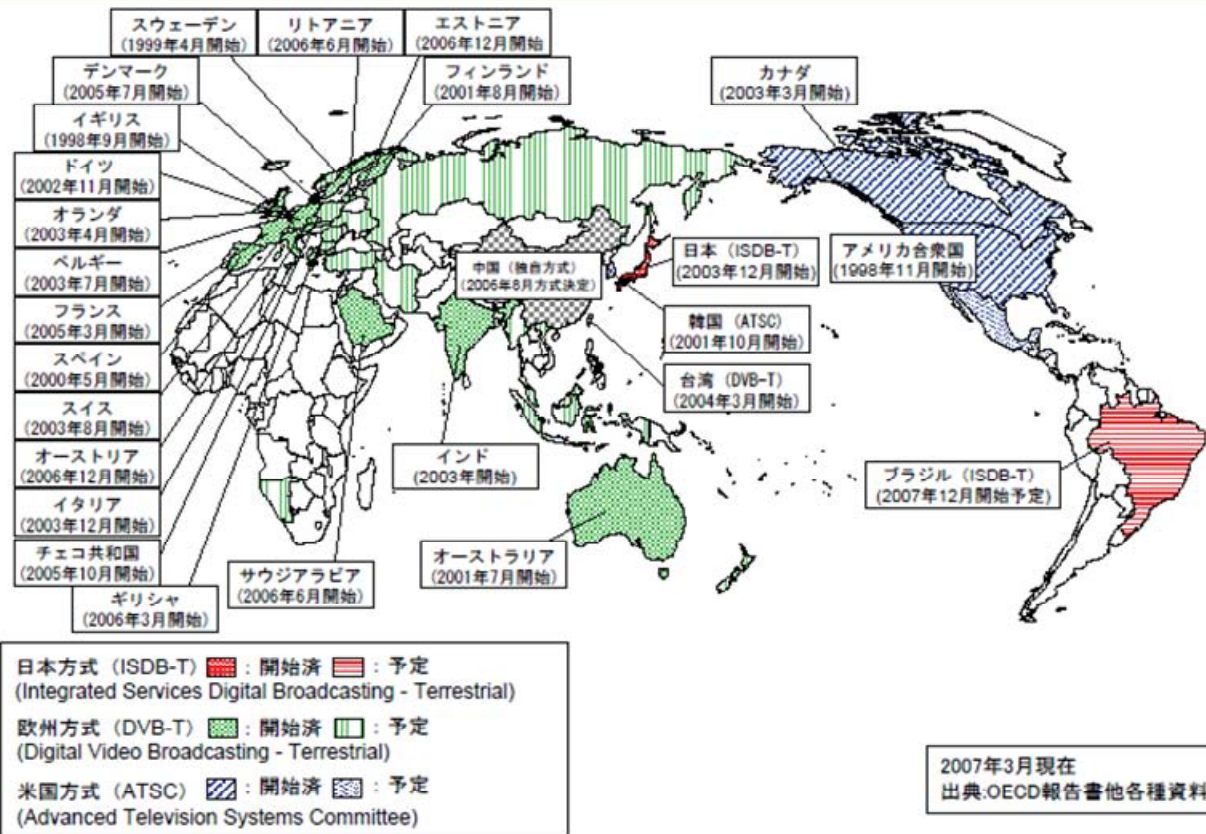 スウェーデン
(1999年4月開始)
リトアニア
(2006年6月開始)
エストニア
(2006年12月開始
デンマーク
(2005年7月開始)
フィンランド
(2001年8月開始)
カナダ
(2003年3月開始)
イギリス
(1998年9月開始)
ドイツ
(2002年11月開始)
オランダ
(2003年4月開始)
ベルギー
(2003年7月開始)
フランス
(2005年3月開始)
スペイン
(2000年5月開始)
スイス
(2003年8月開始)
オーストリア
(2006年12月開始)
イタリア
(2003年12月開始)
チェコ共和国
(2005年10月開始)
ギリシャ
(2006年3月開始)
サウジアラビア
(2006年6月開始)
中国(独自方式)
(2006年8月方式決定)
日本(ISDB-T)
(2003年12月開始)
アメリカ合衆国
(1998年11月開始)
韓国(ATSC)
(2001年10月開始)
台湾(DVB-T)
(2004年3月開始)
インド
(2003年開始)
オーストラリア
(2001年7月開始)
ブラジル(ISDB-T)
(2007年12月開始予定)
日本方式(ISDB-T) :開始済 :予定
(Integrated Services Digital Broadcasting - Terrestrial)
欧州方式(DVB-T) :開始済 :予定
(Digital Video Broadcasting - Terrestrial)
米国方式(ATSC) :開始済 :予定
(Advanced Television Systems Committee)
2007年3月現在
出典:OECD報告書他各種資料